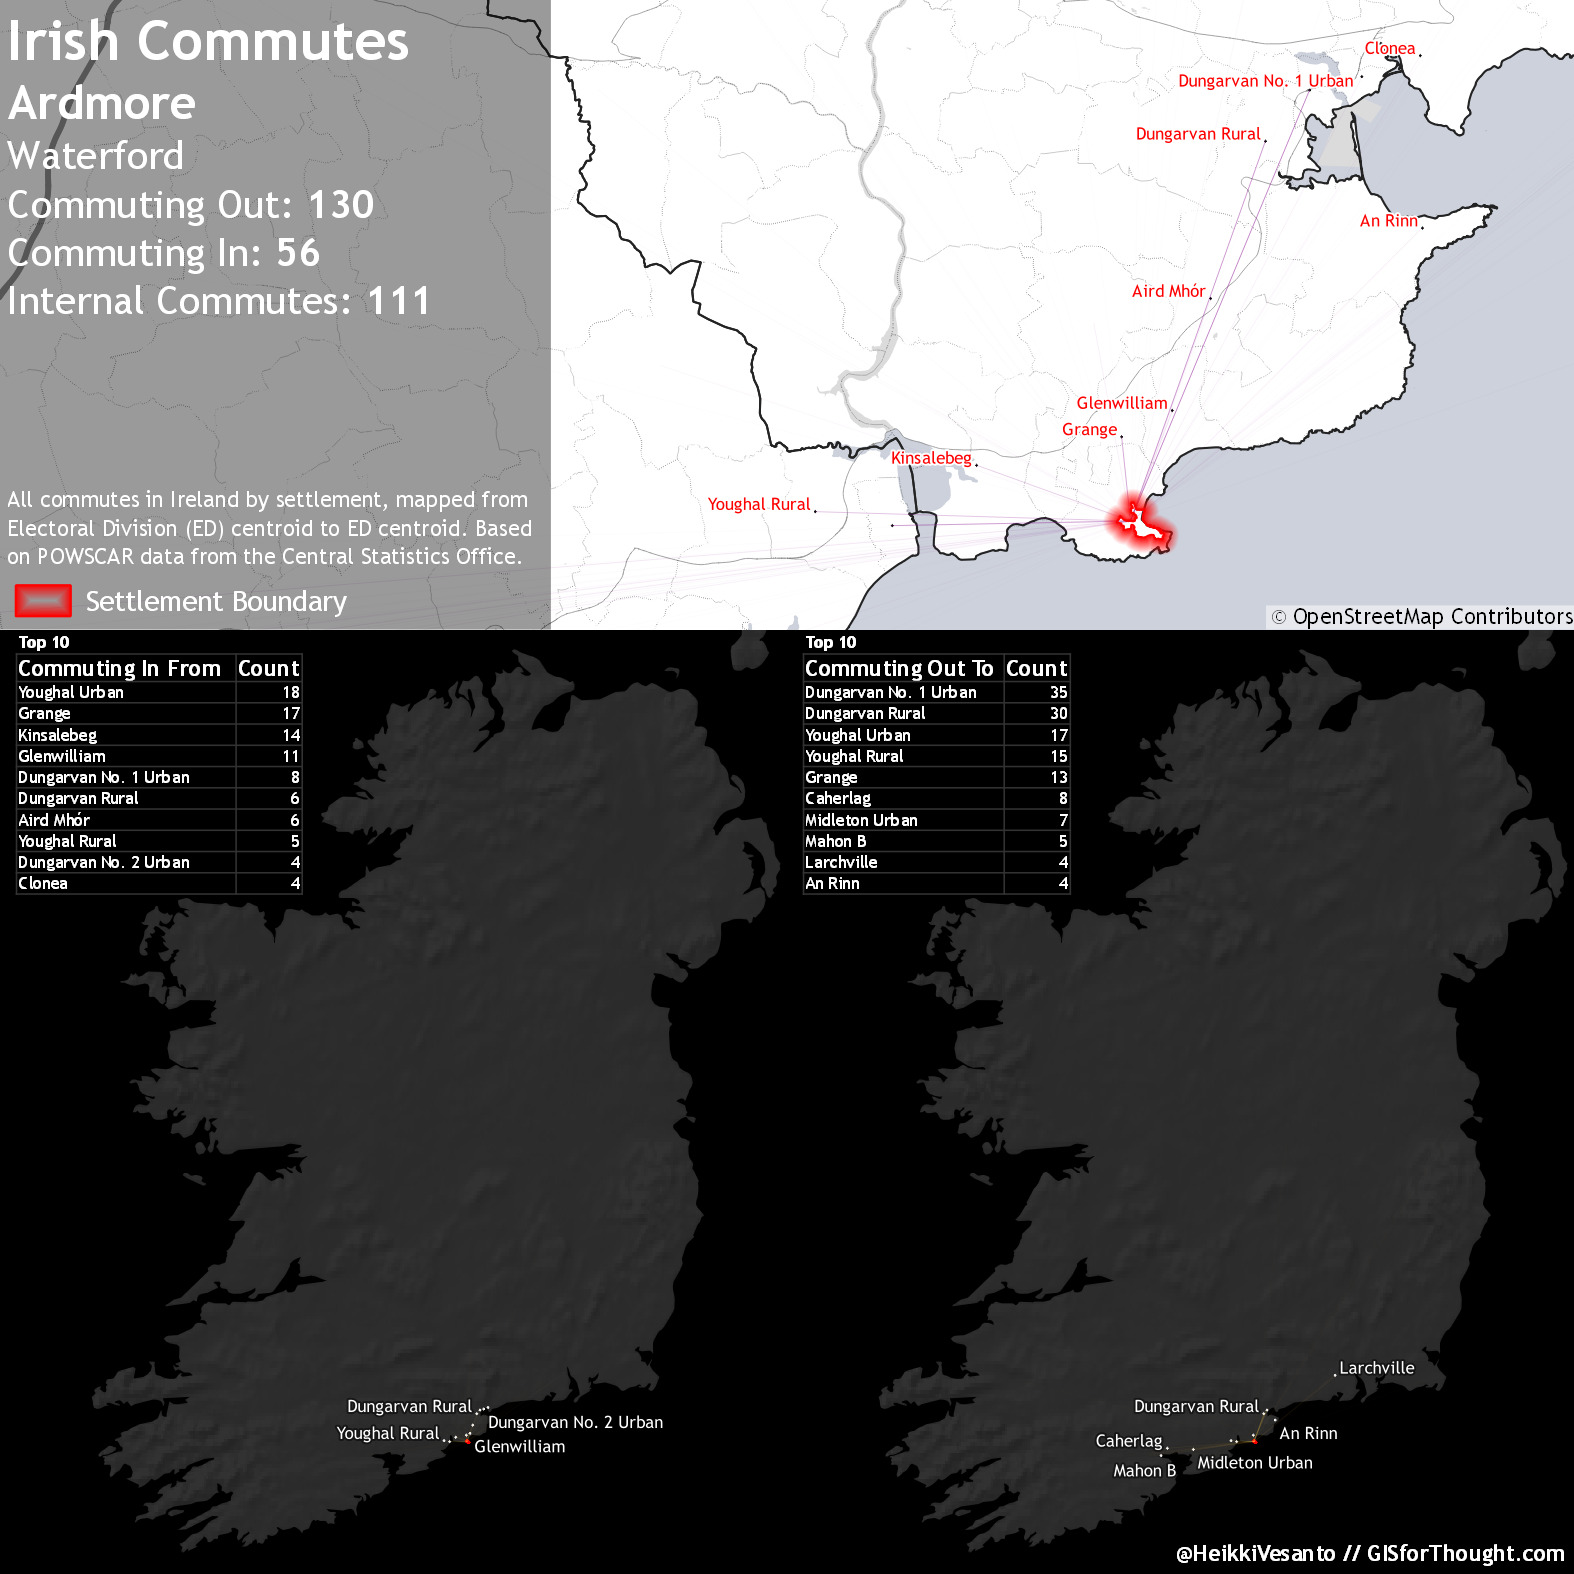 Irish Commutes
Ardmore
Waterford
Commuting Out: 130
Commuting In: 56
Internal Commutes: 111
All commutes in Ireland by settlement, mapped from
Electoral Division (ED) centroid to ED centroid. Based
on POWSCAR data from the Central Statistics Office.
Settlement Boundary
Clonea
Dungarvan No. 1 Urban
Dungarvan Rural
An Rinn
Aird Mhór
Glenwilliam
Grange
Kinsalebeg
Youghal Rural
© OpenStreetMap Contributors
Top 10
Commuting In From Count
Youghal Urban 18
Grange 17
Kinsalebeg 14
Glenwilliam 11
Dungarvan No. 1 Urban 8
Dungarvan Rural 6
Aird Mhór 6
Youghal Rural 5
Dungarvan No. 2 Urban 4
Clonea 4
Dungarvan Rural
Dungarvan No. 2 Urban
Youghal Rural
Glenwilliam
Top 10
Commuting Out To Count
Dungarvan No. 1 Urban 35
Dungarvan Rural 30
Youghal Urban 17
Youghal Rural 15
Grange 13
Caherlag 8
Midleton Urban 7
Mahon B 5
Larchville 4
An Rinn 4
Larchville
Dungarvan Rural
An Rinn
Caherlag
Midleton Urban
Mahon B
@HeikkiVesanto // GISforThought.com